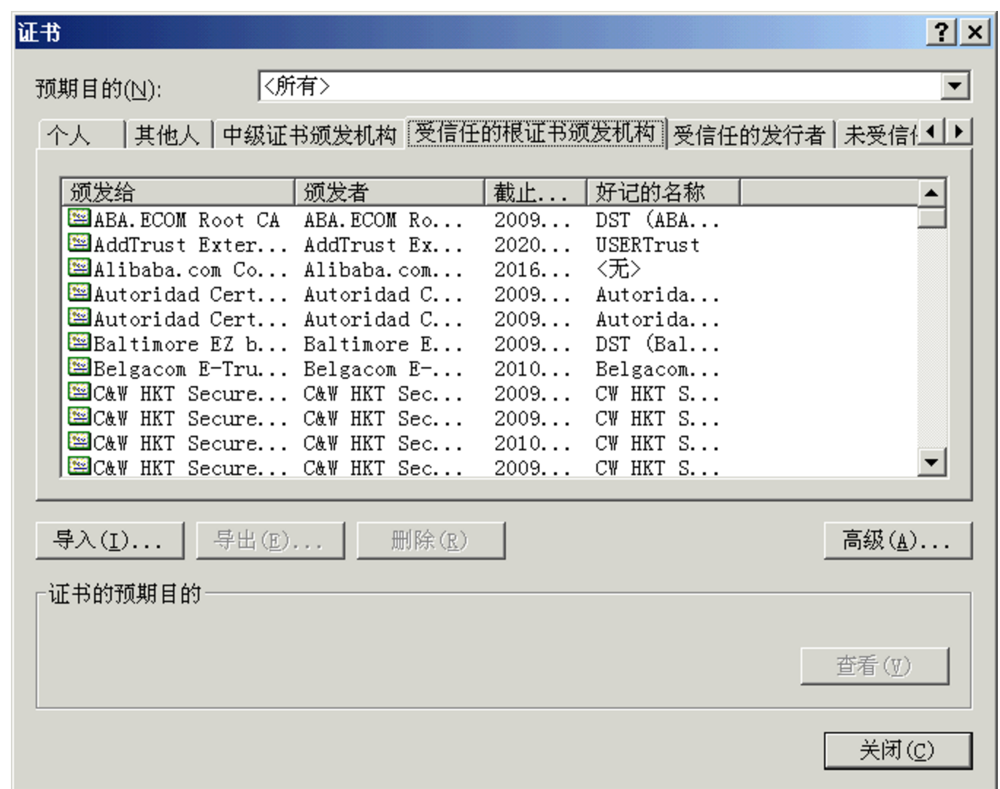 证书
预期目的(N): <所有>
个人 其他人 中级证书颁发机构 受信任的根证书颁发机构 受信任的发行者 未受信
颁发给 颁发者 截止... 好记的名称
ABA.ECOM Root CA ABA.ECOM Ro... 2009... DST (ABA...
AddTrust Exter... AddTrust Ex... 2020... USERTrust
Alibaba.com Co... Alibaba.com... 2016... <无>
Autoridad Cert... Autoridad C... 2009... Autorida...
Autoridad Cert... Autoridad C... 2009... Autorida...
Baltimore EZ b... Baltimore E... 2009... DST (Bal...
Belgacom E-Tru... Belgacom E-... 2010... Belgacom...
C&W HKT Secure... C&W HKT Sec... 2009... CW HKT S...
C&W HKT Secure... C&W HKT Sec... 2009... CW HKT S...
C&W HKT Secure... C&W HKT Sec... 2010... CW HKT S...
C&W HKT Secure... C&W HKT Sec... 2009... CW HKT S...
导入(I)... 导出(E)... 删除(R) 高级(A)...
证书的预期目的
查看(V)
关闭(C)